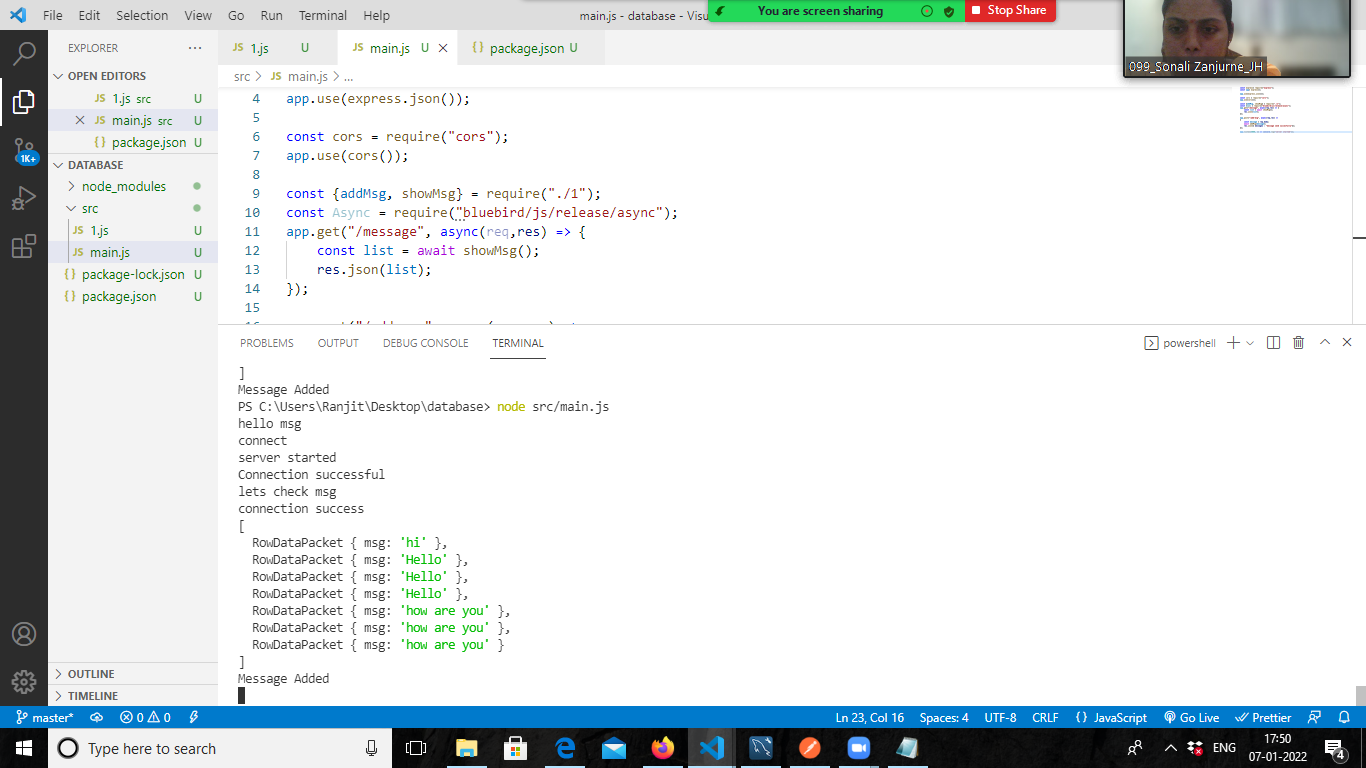 File Edit Selection View Go Run Terminal Help
main.js - database - Visu
You are screen sharing
Stop Share
099_Sonali Zanjurne_JH
EXPLORER
OPEN EDITORS
JS 1.js src U
JS main.js src U
{} package.json U
DATABASE
node_modules
src
JS 1.js U
JS main.js U
{} package-lock.json U
{} package.json U
OUTLINE
TIMELINE
1K+
JS 1.js U
JS main.js U
{} package.json U
src > JS main.js > ...
4 app.use(express.json());
5
6 const cors = require("cors");
7 app.use(cors());
8
9 const {addMsg, showMsg} = require("./1");
10 const Async = require("bluebird/js/release/async");
11 app.get("/message", async(req,res) => {
12 const list = await showMsg();
13 res.json(list);
14 });
15
PROBLEMS OUTPUT DEBUG CONSOLE TERMINAL
powershell
]
Message Added
PS C:\Users\Ranjit\Desktop\database> node src/main.js
hello msg
connect
server started
Connection successful
lets check msg
connection success
[
RowDataPacket { msg: 'hi' },
RowDataPacket { msg: 'Hello' },
RowDataPacket { msg: 'Hello' },
RowDataPacket { msg: 'Hello' },
RowDataPacket { msg: 'how are you' },
RowDataPacket { msg: 'how are you' },
RowDataPacket { msg: 'how are you' }
]
Message Added
master* 0 0
Ln 23, Col 16 Spaces: 4 UTF-8 CRLF {} JavaScript Go Live Prettier
Type here to search
ENG
17:50
07-01-2022
4